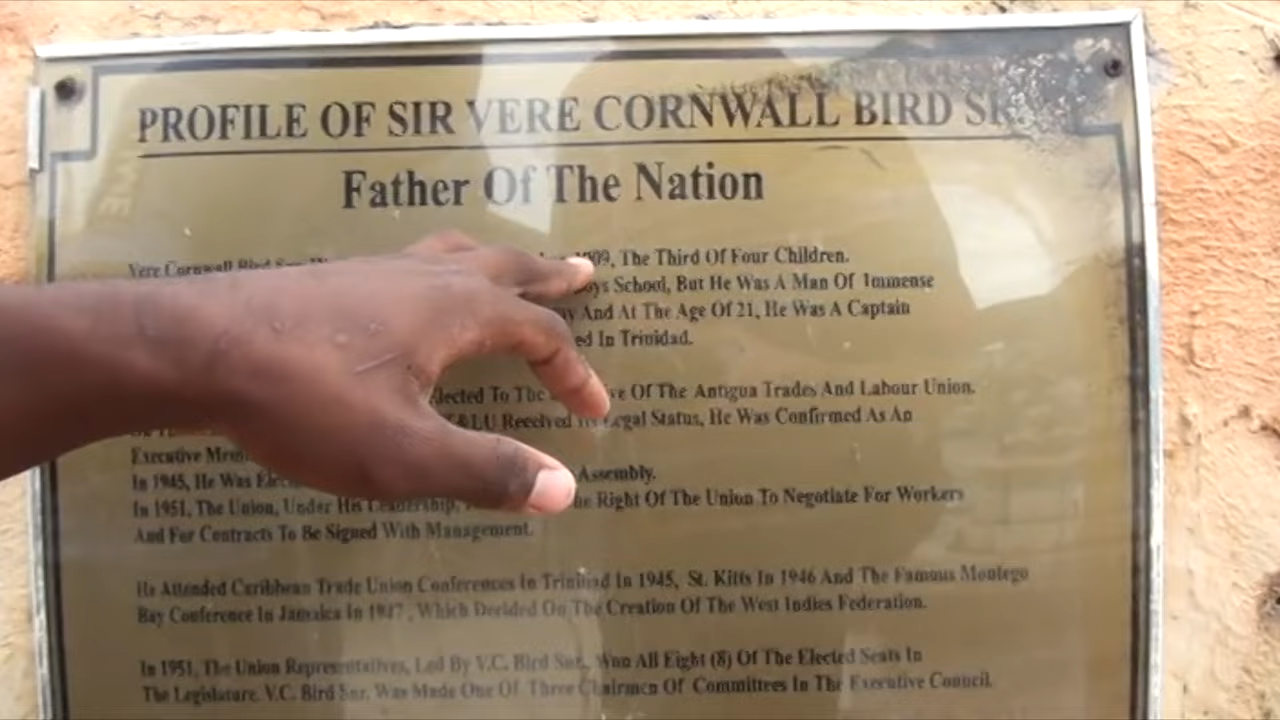 PROFILE OF SIR VERE CORNWALL BIRD SR
Father Of The Nation
Vere Cornwall Bird Snr. 1909, The Third Of Four Children.
Boys School, But He Was A Man Of Immense
And At The Age Of 21, He Was A Captain
In Trinidad.
Elected To The Of The Antigua Trades And Labour Union.
&LU Received Its Legal Status, He Was Confirmed As An
Executive
In 1945, He Was Assembly.
In 1951, The Union, Under His Leadership, The Right Of The Union To Negotiate For Workers
And For Contracts To Be Signed With Management.
He Attended Caribbean Trade Union Conferences In Trinidad In 1945, St. Kitts In 1946 And The Famous Montego
Bay Conference In Jamaica In 1947, Which Decided On The Creation Of The West Indies Federation.
In 1951, The Union Representatives, Led By V.C. Bird Snr. Won All Eight (8) Of The Elected Seats In
The Legislature. V.C. Bird Snr. Was Made One Of Three Chairmen Of Committees In The Executive Council.